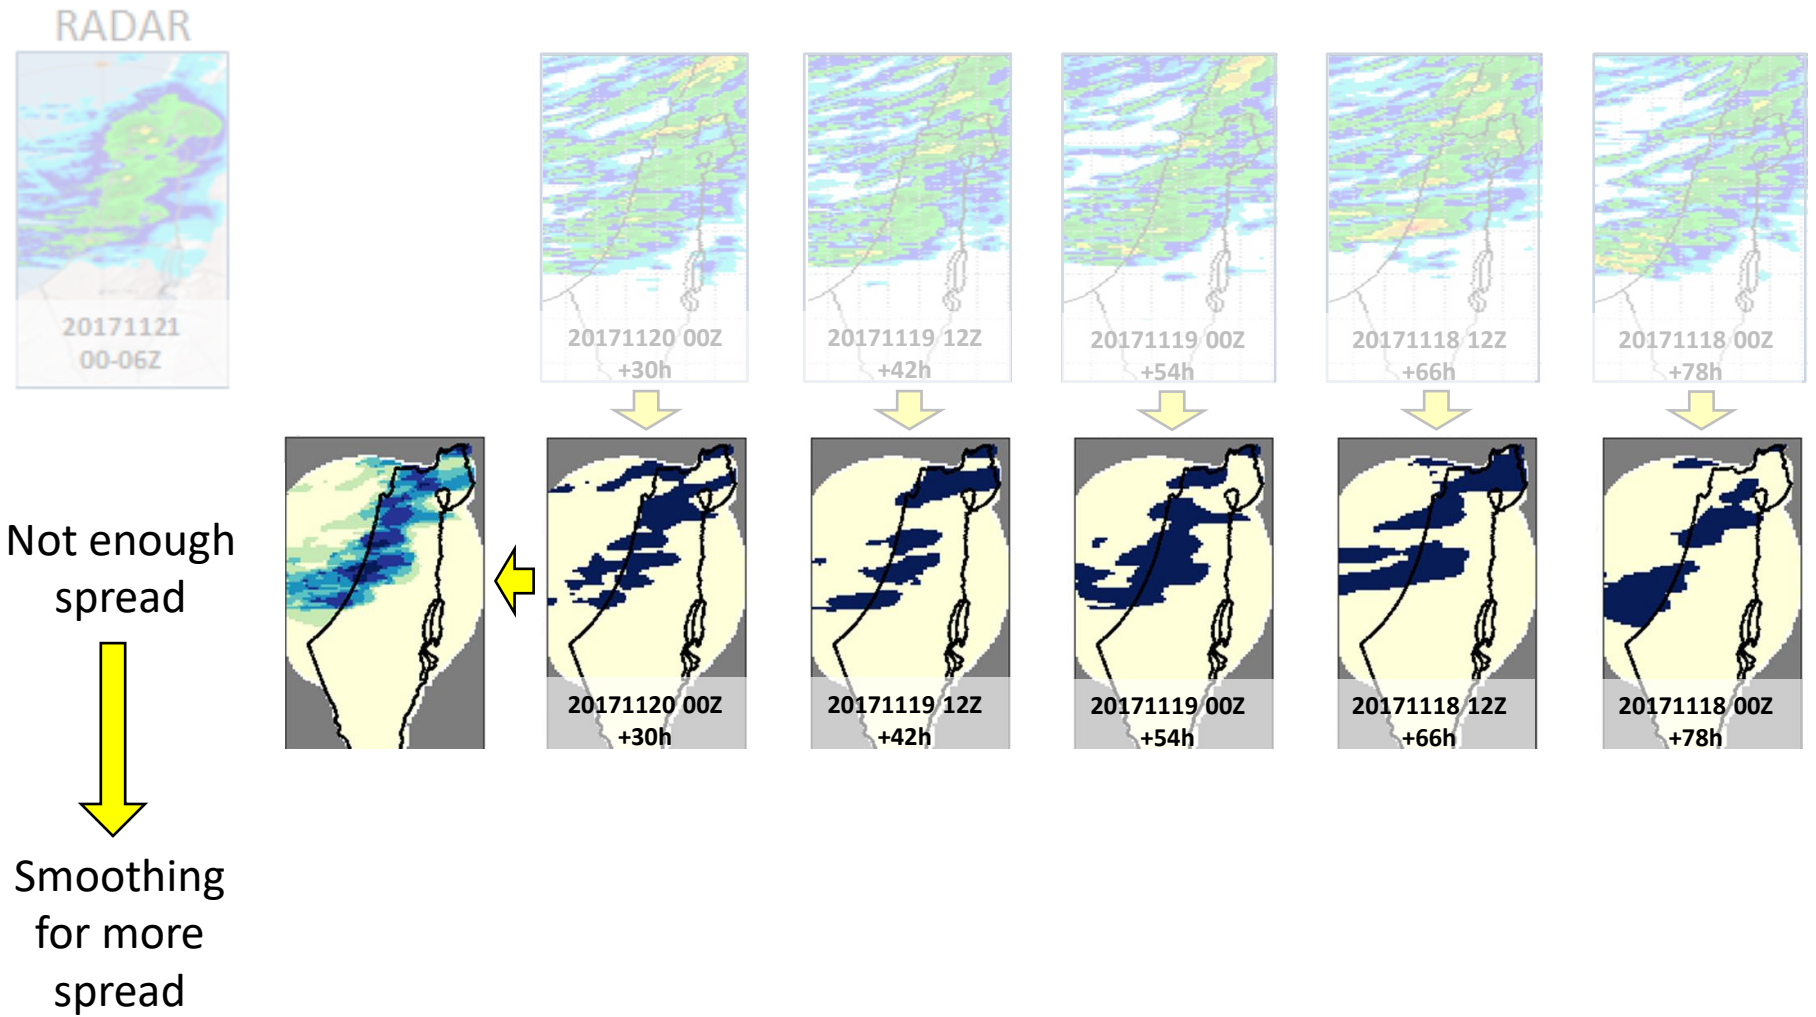 RADAR
20171121
00-06Z
20171120 00Z
+30h
20171119 12Z
+42h
20171119 00Z
+54h
20171118 12Z
+66h
20171118 00Z
+78h
Not enough
spread
20171120 00Z
+30h
20171119 12Z
+42h
20171119 00Z
+54h
20171118 12Z
+66h
20171118 00Z
+78h
Smoothing
for more
spread